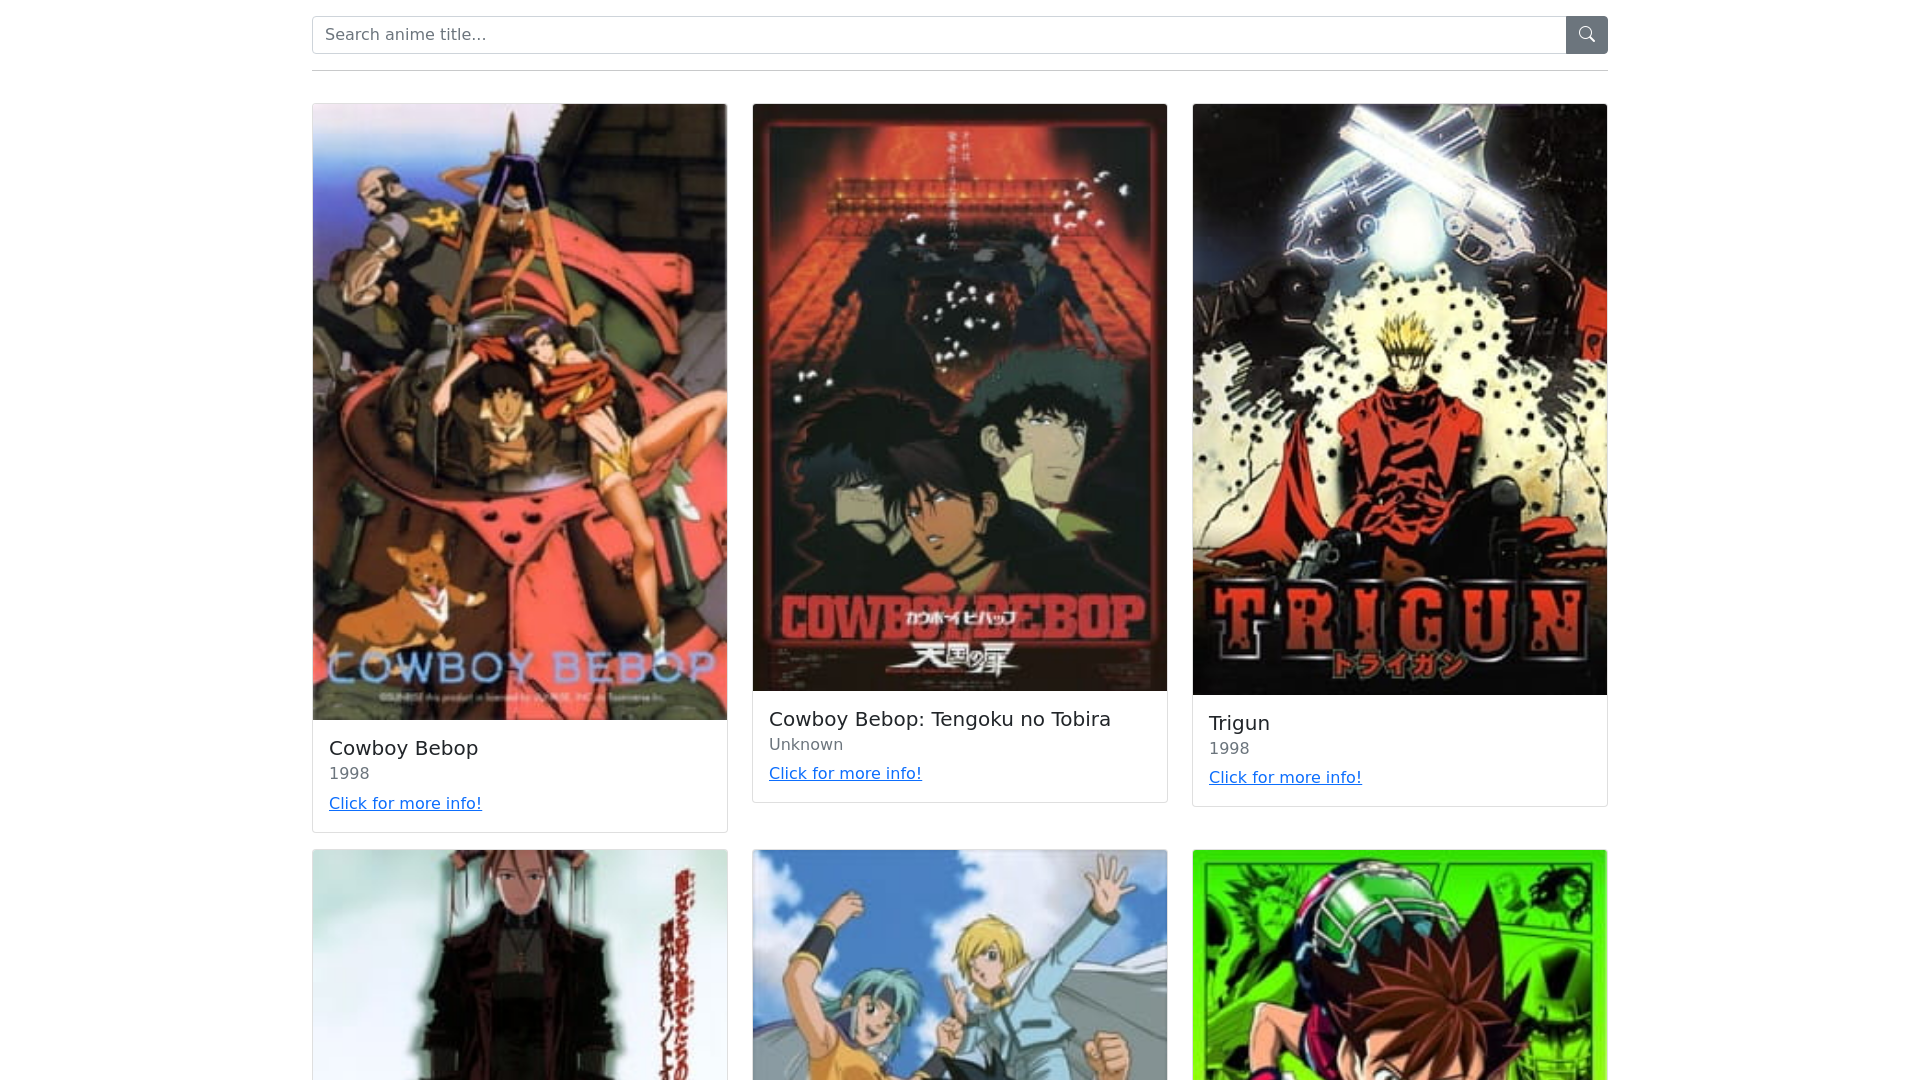 Search anime title...
COWBOY BEBOP
Cowboy Bebop
1998
Click for more info!
COWBOY BEBOP
カウボーイビバップ
天国の扉
Cowboy Bebop: Tengoku no Tobira
Unknown
Click for more info!
TRIGUN
トライガン
Trigun
1998
Click for more info!